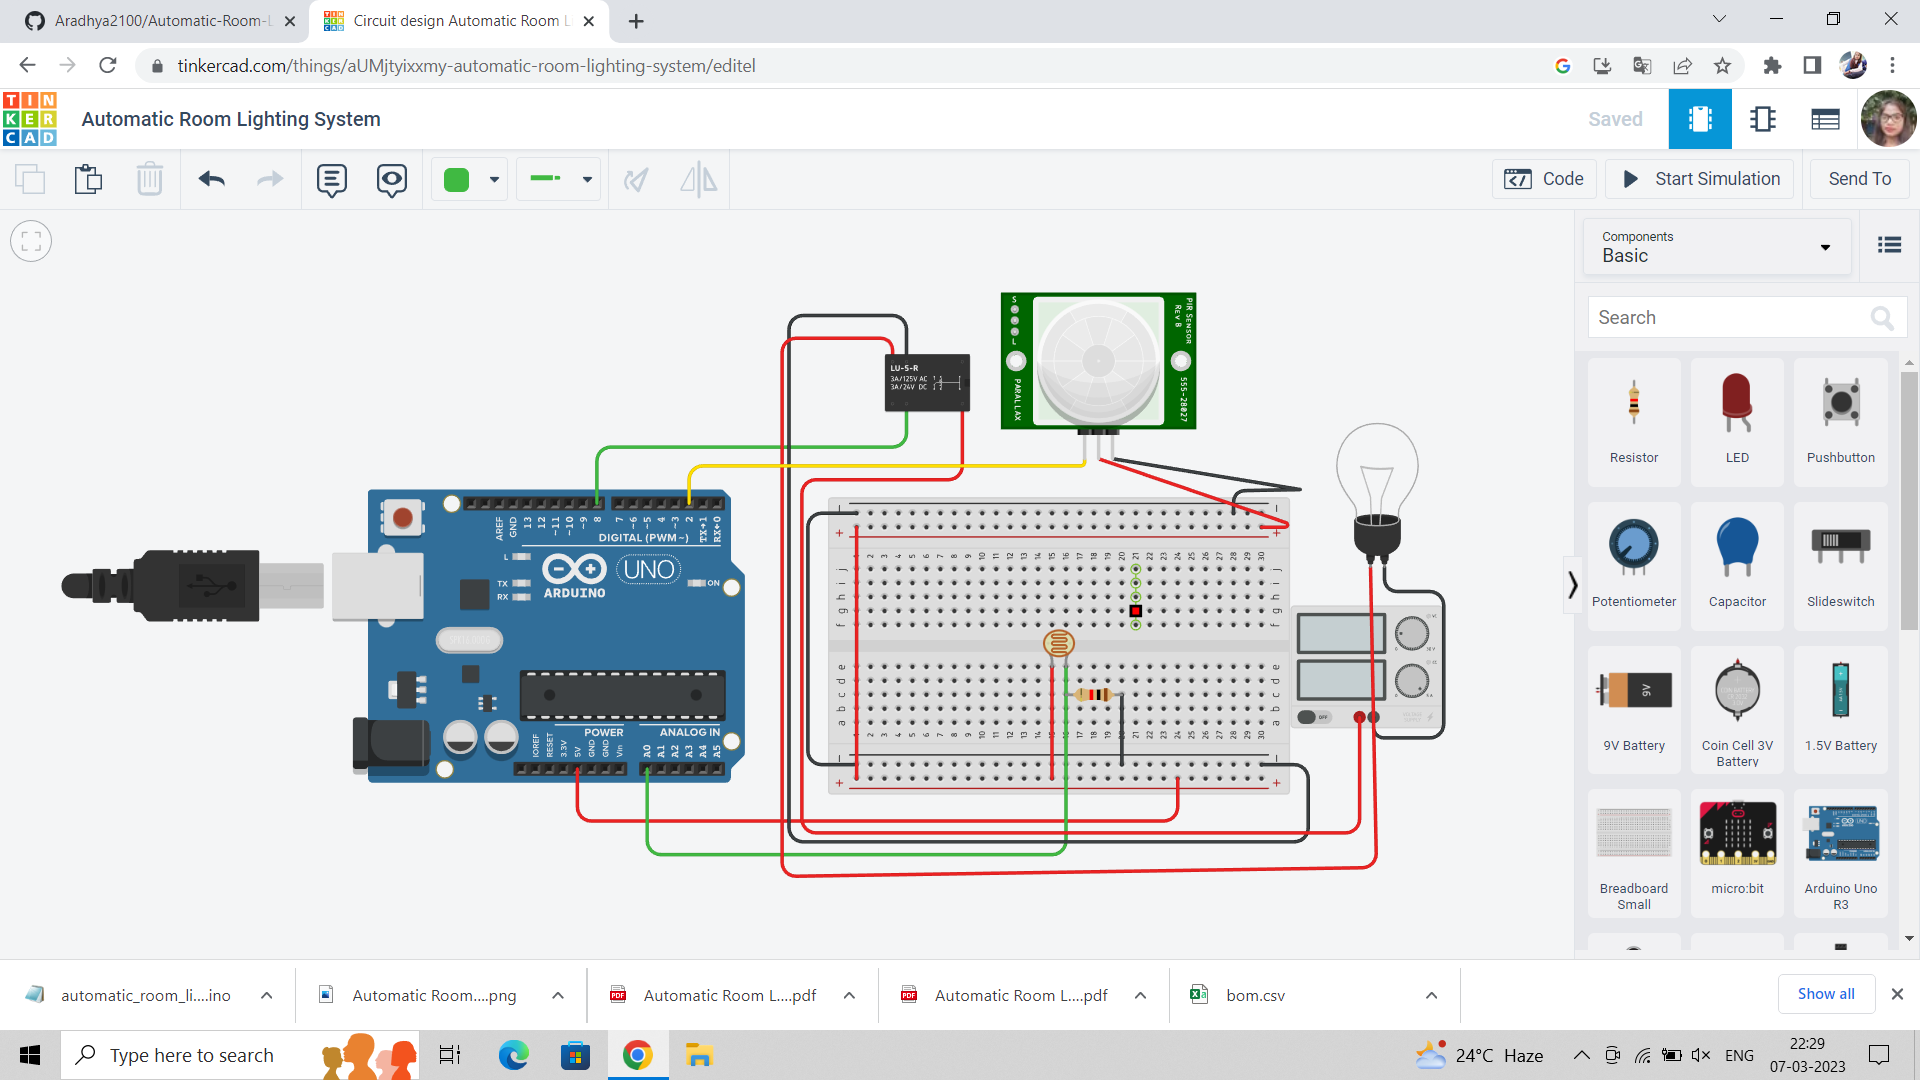 Aradhya2100/Automatic-Room-L
Circuit design Automatic Room L
tinkercad.com/things/aUMjtyixxmy-automatic-room-lighting-system/editel
TIN
KER
CAD
Automatic Room Lighting System
Saved
Code
Start Simulation
Send To
Components
Basic
Search
Resistor
LED
Pushbutton
Potentiometer
Capacitor
Slideswitch
9V
9V Battery
Coin Cell 3V
Battery
1.5V Battery
Breadboard
Small
micro:bit
Arduino Uno
R3
LU-5-R
3A/125V AC
3A/24V DC
S
L
PARALLAX
PIR SENSOR
Rev B
555-28027
AREF
GND
13
12
~11
~10
~9
8
7
~6
~5
4
~3
2
TX→1
RX←0
DIGITAL (PWM~)
L
TX
RX
UNO
ON
ARDUINO
POWER
ANALOG IN
IOREF
RESET
3.3V
5V
GND
GND
Vin
A0
A1
A2
A3
A4
A5
OFF
automatic_room_li....ino
Automatic Room....png
Automatic Room L....pdf
Automatic Room L....pdf
bom.csv
Show all
Type here to search
24°C Haze
ENG
22:29
07-03-2023